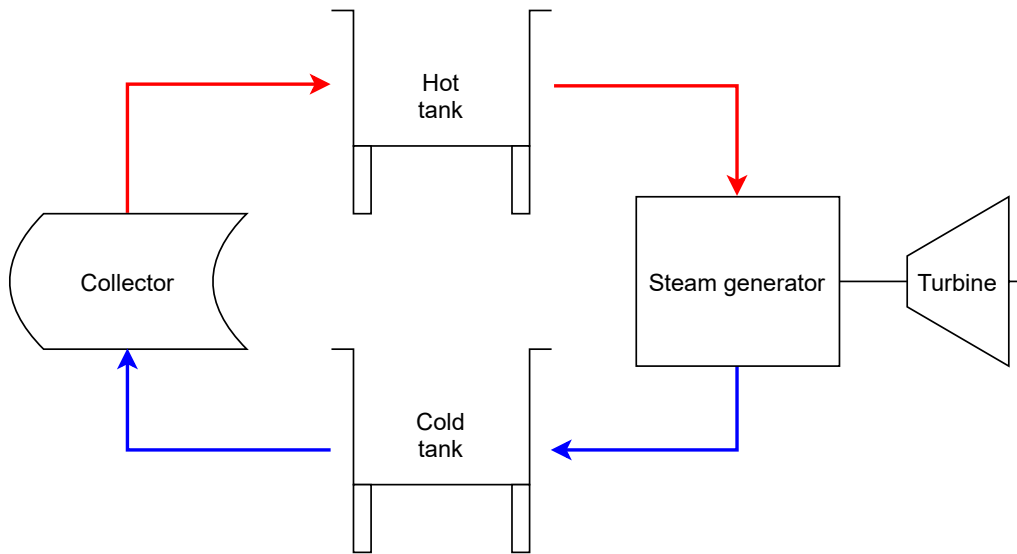 Hot
tank
Collector
Steam generator
Turbine
Cold
tank